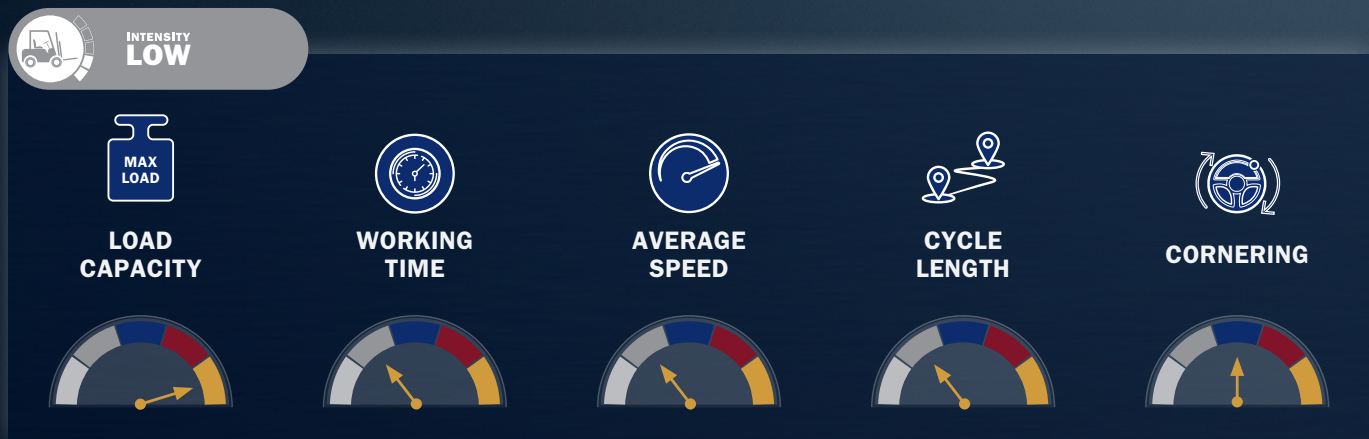 INTENSITY
LOW
MAX
LOAD
LOAD
CAPACITY
WORKING
TIME
AVERAGE
SPEED
CYCLE
LENGTH
CORNERING